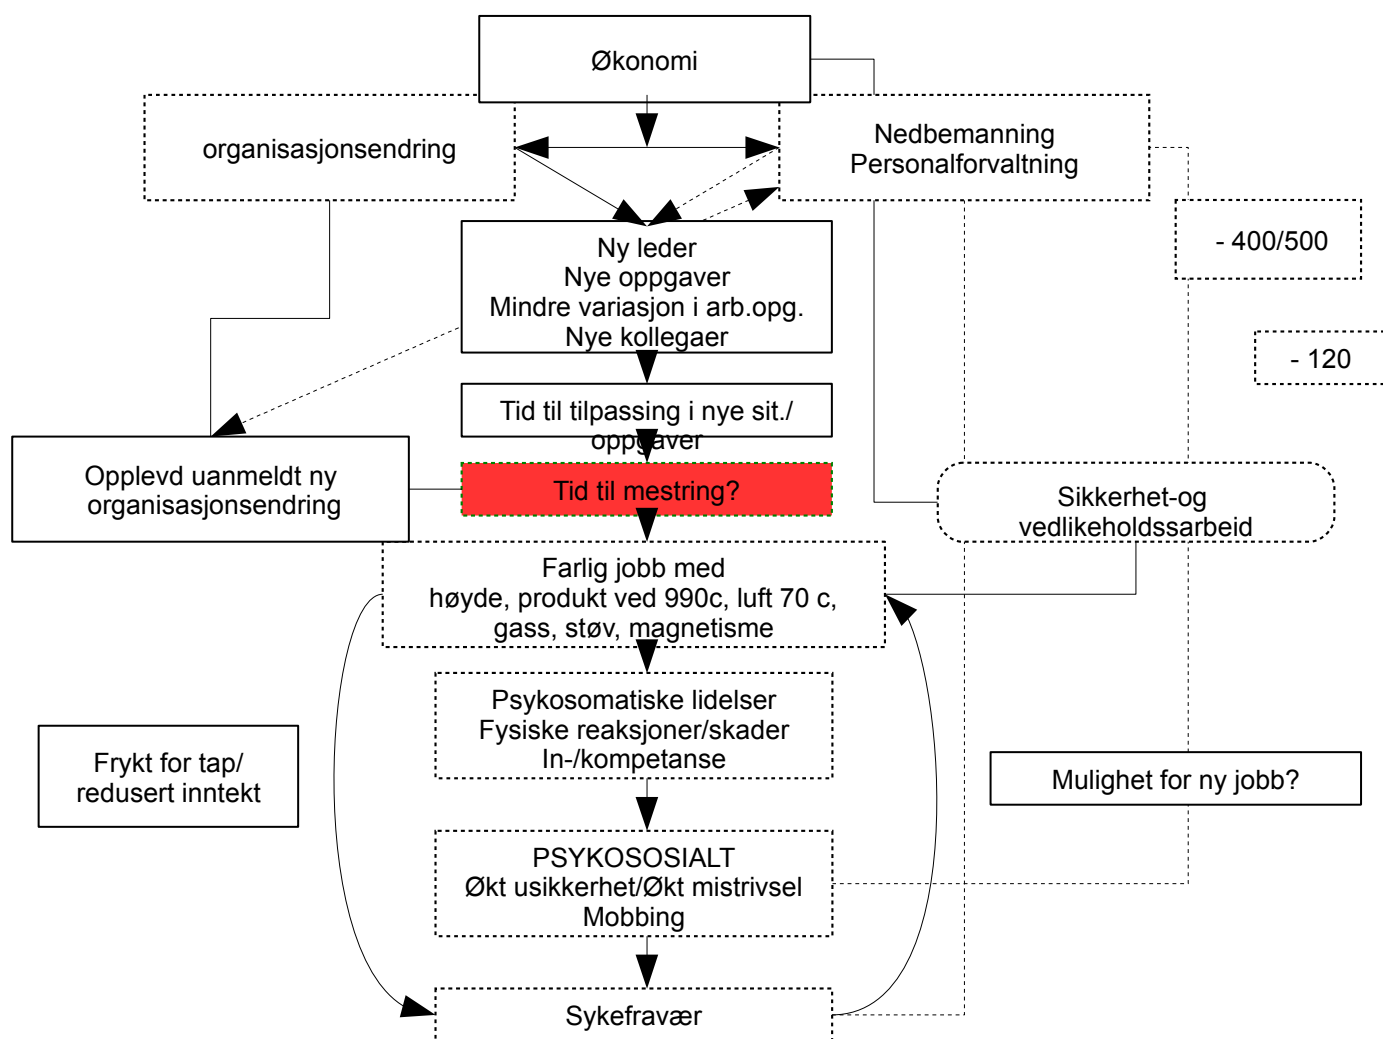 Økonomi
organisasjonsendring
Nedbemanning
Personalforvaltning
- 400/500
Ny leder
Nye oppgaver
Mindre variasjon i arb.opg.
Nye kollegaer
- 120
Tid til tilpassing i nye sit./
oppgaver
Opplevd uanmeldt ny
organisasjonsendring
Tid til mestring?
Sikkerhet-og
vedlikeholdssarbeid
Farlig jobb med
høyde, produkt ved 990c, luft 70 c,
gass, støv, magnetisme
Psykosomatiske lidelser
Fysiske reaksjoner/skader
In-/kompetanse
Frykt for tap/
redusert inntekt
Mulighet for ny jobb?
PSYKOSOSIALT
Økt usikkerhet/Økt mistrivsel
Mobbing
Sykefravær